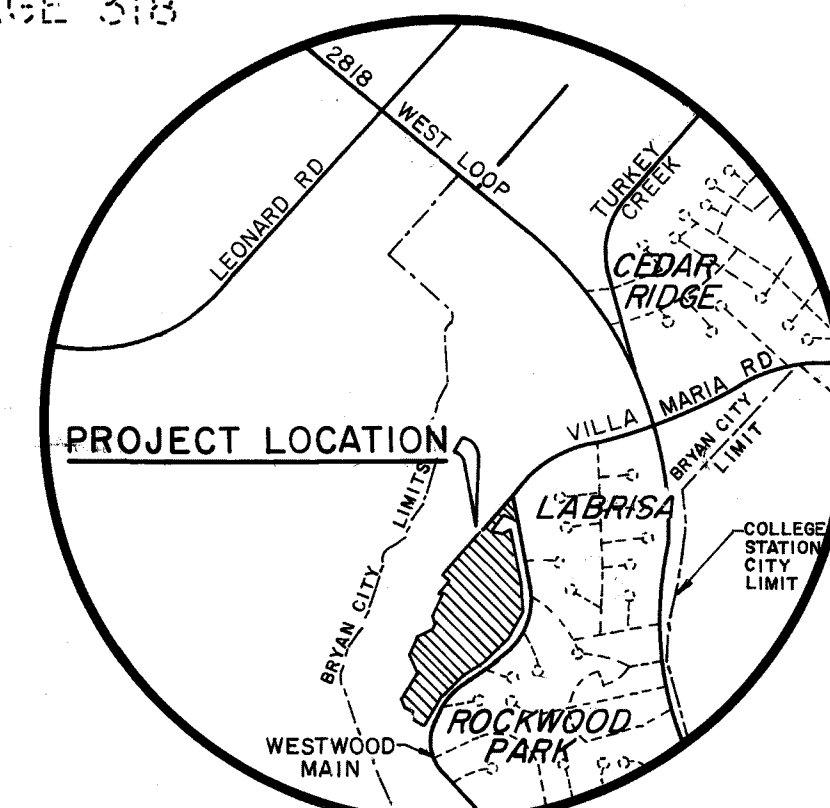 318
2818
WEST LOOP
LEONARD RD
TURKEY
CREEK
CEDAR
RIDGE
VILLA MARIA RD
BRYAN CITY
LIMIT
PROJECT LOCATION
LABRISA
COLLEGE
STATION
CITY
LIMIT
BRYAN CITY LIMITS
ROCKWOOD
PARK
WESTWOOD
MAIN